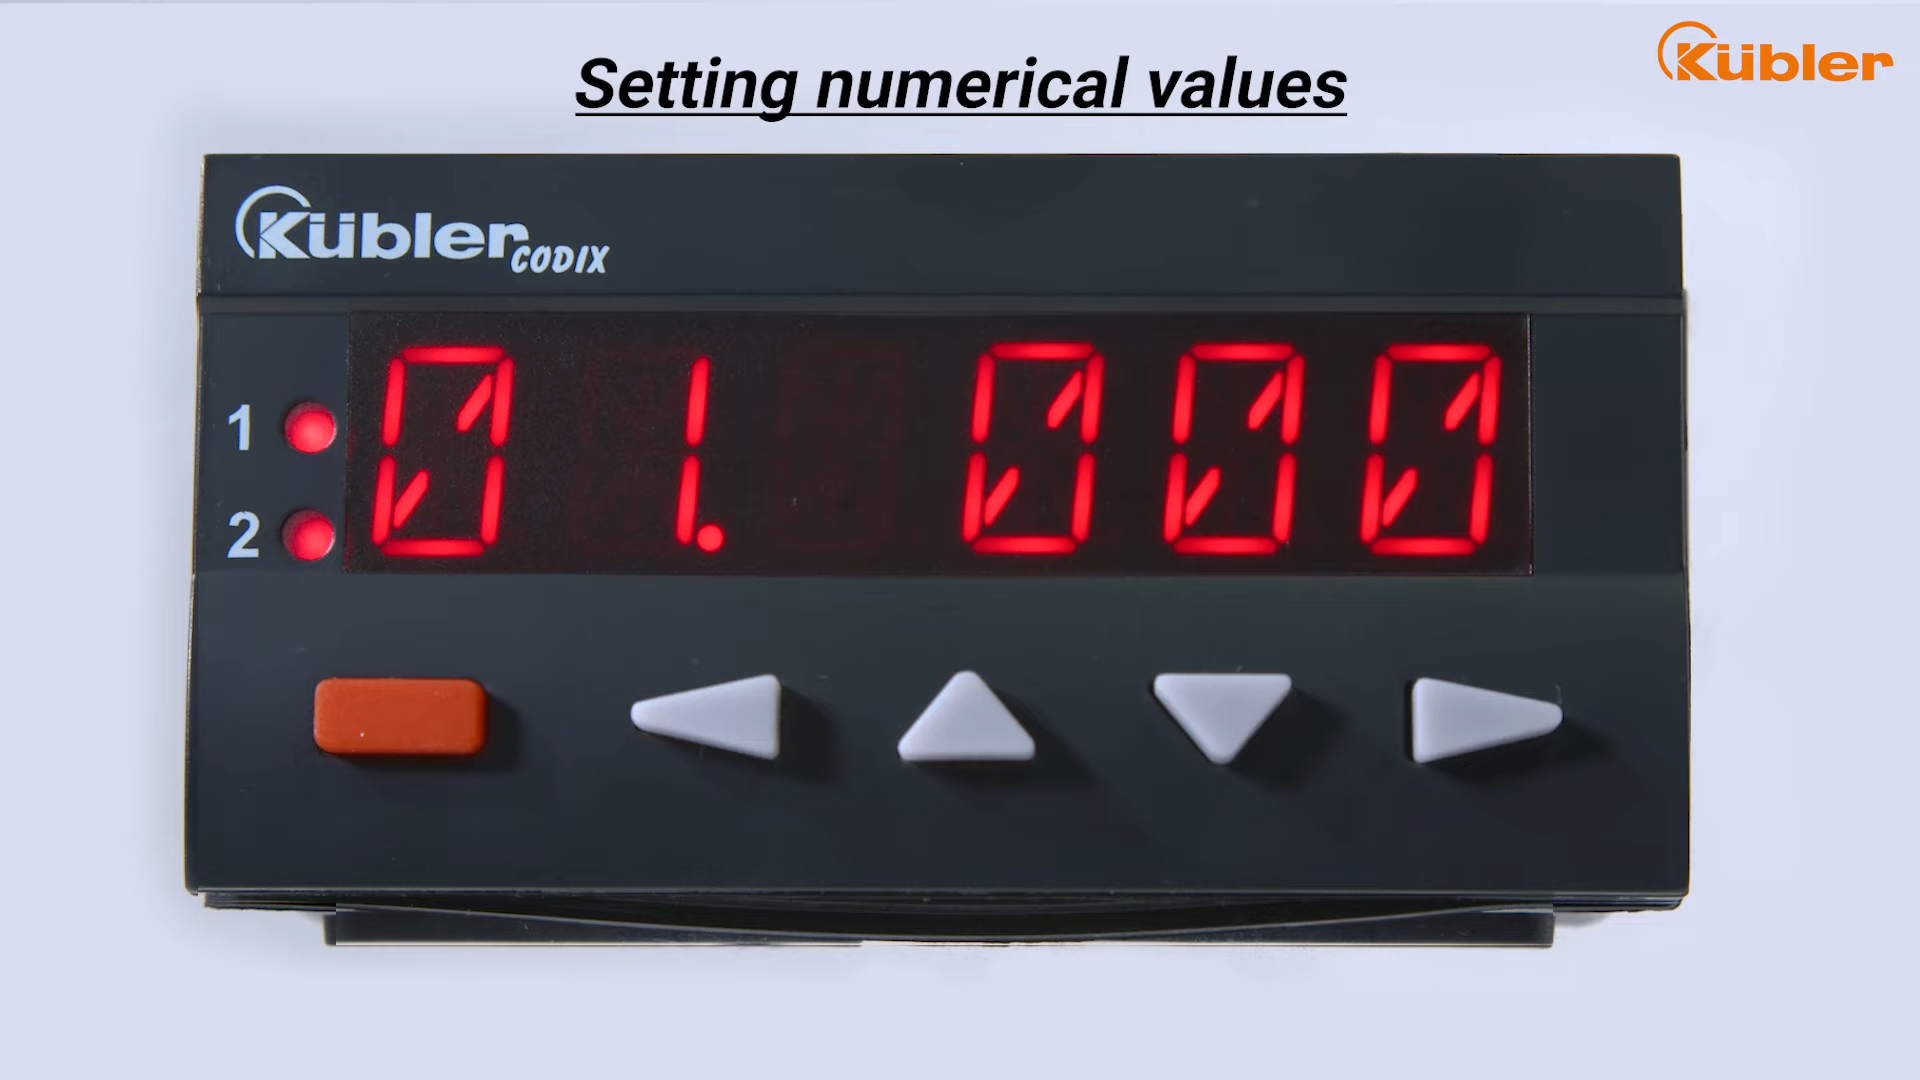 Setting numerical values
Kübler
Kübler CODIX
1
2
01. 000